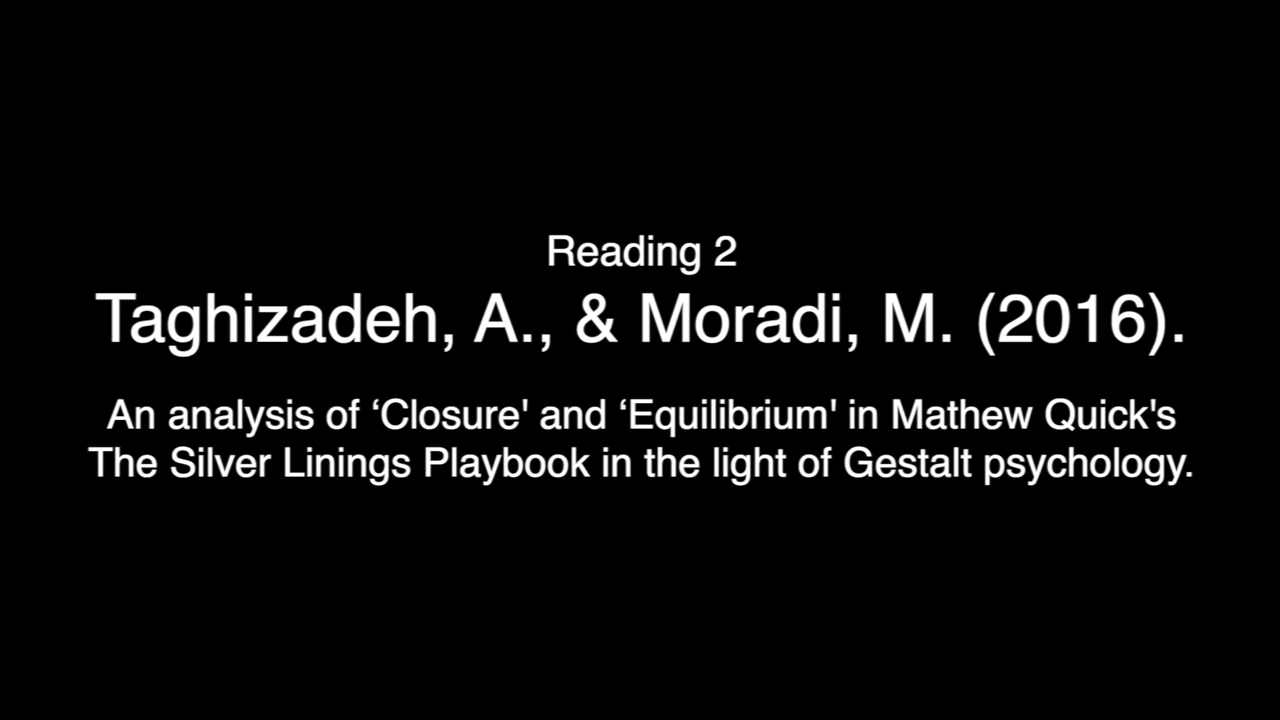 Reading 2
Taghizadeh, A., & Moradi, M. (2016).
An analysis of ‘Closure' and ‘Equilibrium' in Mathew Quick's
The Silver Linings Playbook in the light of Gestalt psychology.